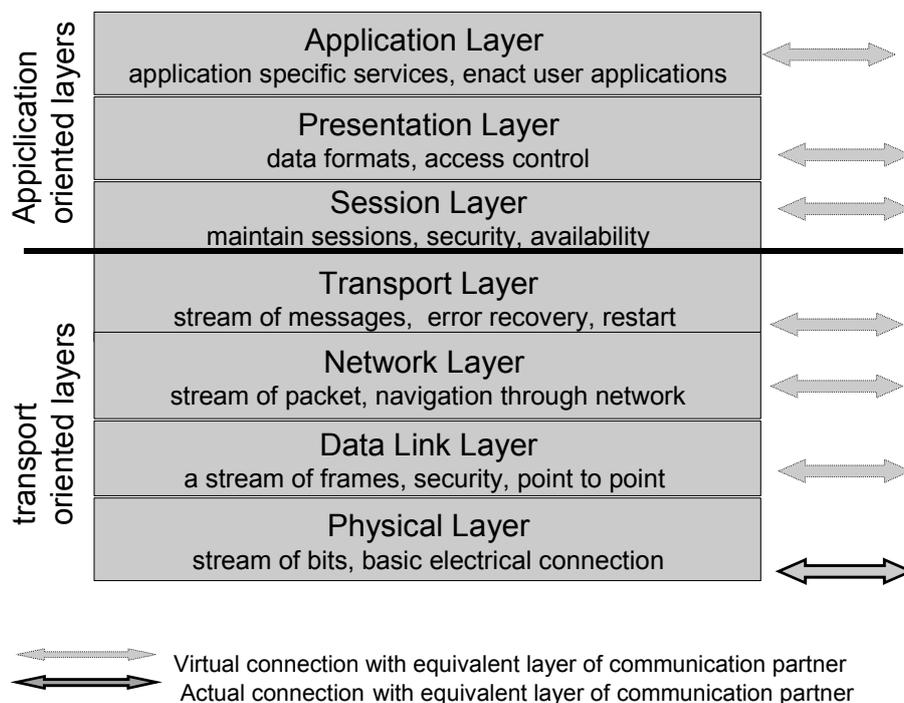 Appiclication
oriented layers
Application Layer
application specific services, enact user applications
Presentation Layer
data formats, access control
Session Layer
maintain sessions, security, availability
transport
oriented layers
Transport Layer
stream of messages, error recovery, restart
Network Layer
stream of packet, navigation through network
Data Link Layer
a stream of frames, security, point to point
Physical Layer
stream of bits, basic electrical connection
Virtual connection with equivalent layer of communication partner
Actual connection with equivalent layer of communication partner